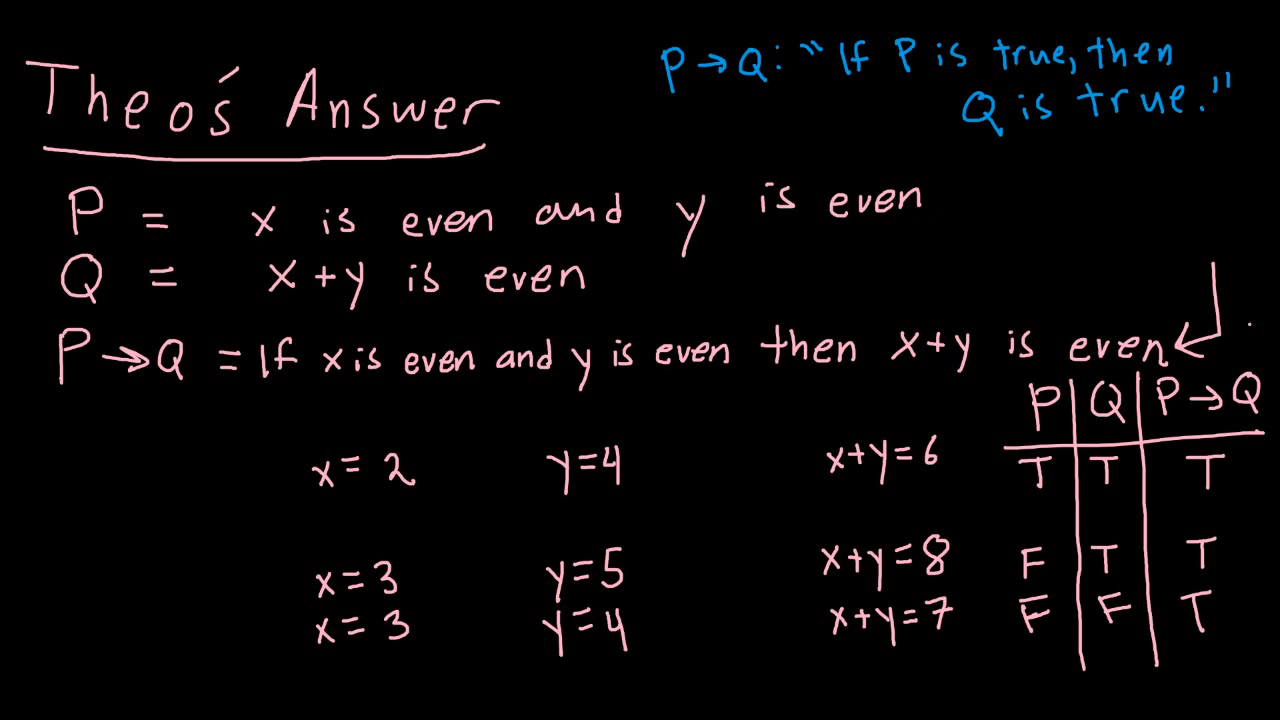 Theo's Answer
P→Q: "If P is true, then
Q is true."
P = x is even and y is even
Q = x+y is even
P→Q = If x is even and y is even then x+y is even
P Q P→Q
x=2 y=4 x+y=6 T T T
x=3 y=5 x+y=8 F T T
x=3 y=4 x+y=7 F F T